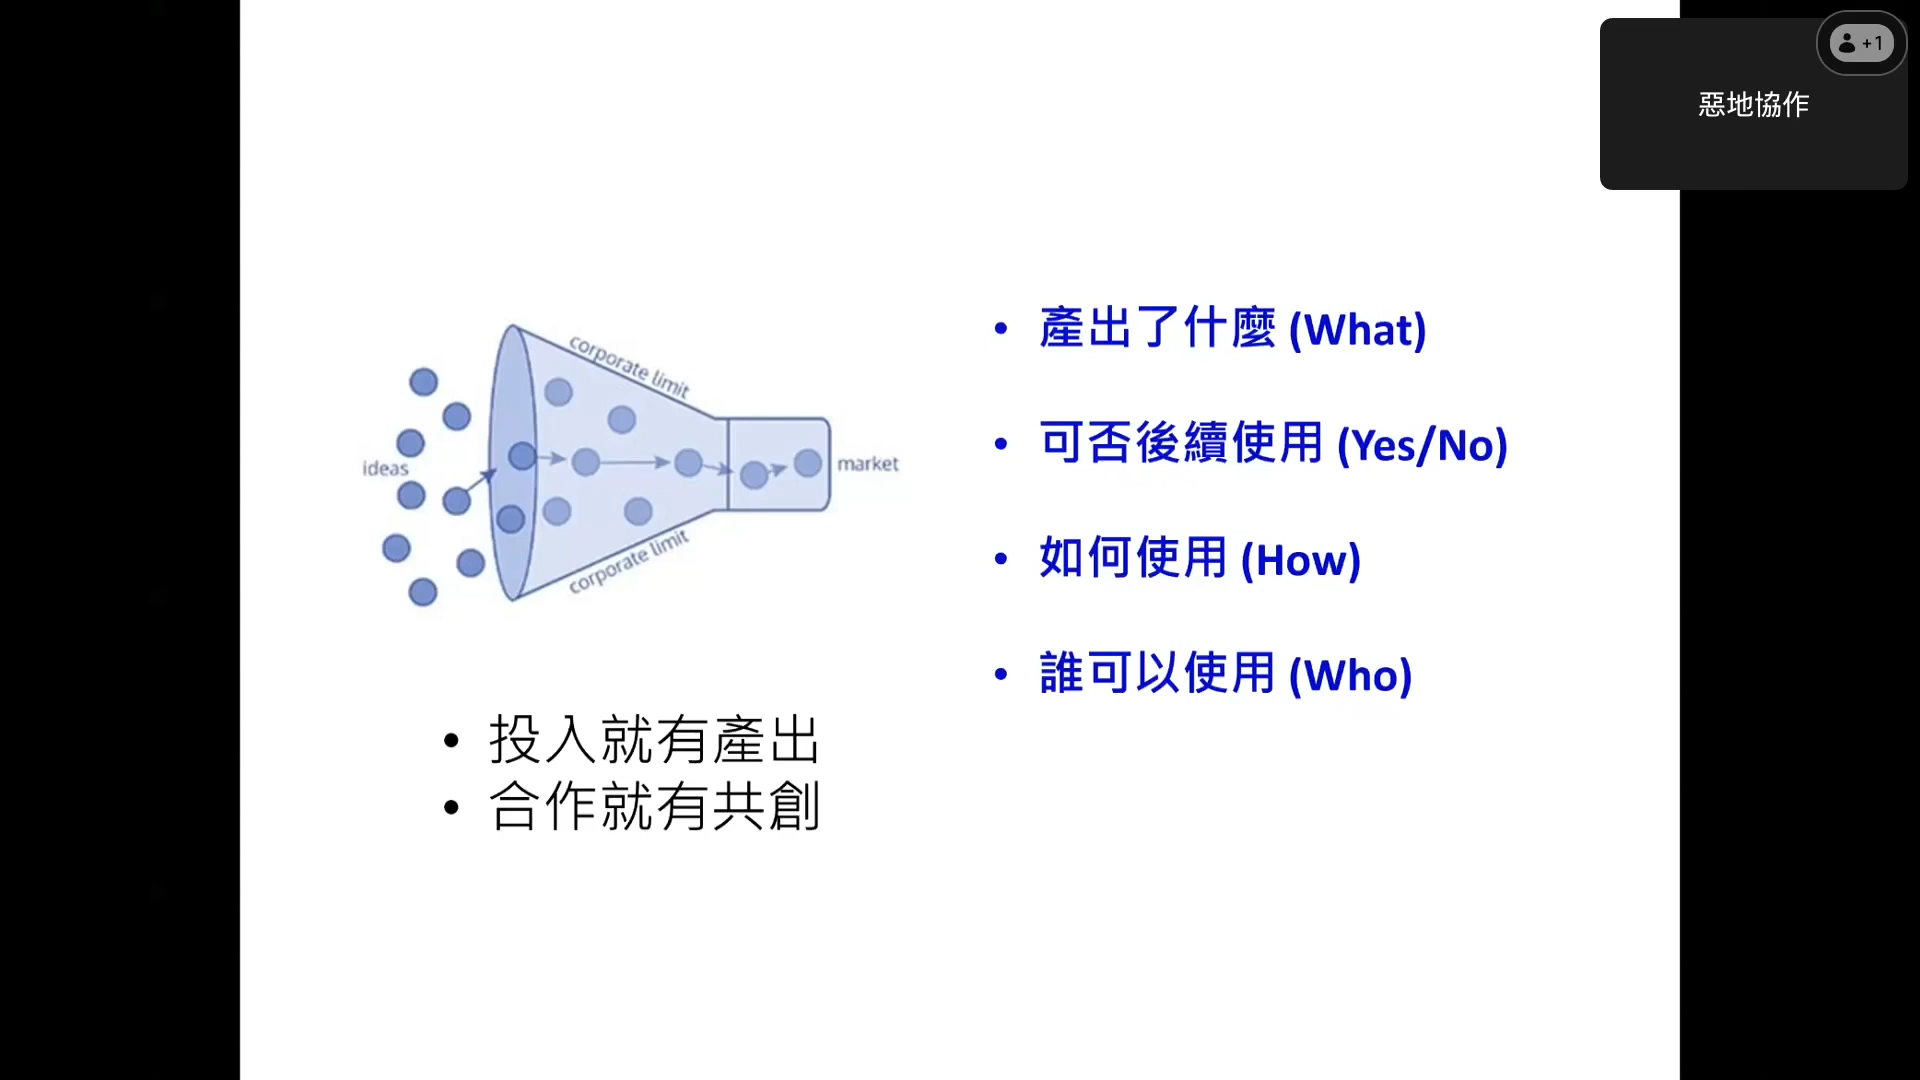 +1
惡地協作
corporate limit
ideas
market
corporate limit
• 投入就有產出
• 合作就有共創
• 產出了什麼 (What)
• 可否後續使用 (Yes/No)
• 如何使用 (How)
• 誰可以使用 (Who)